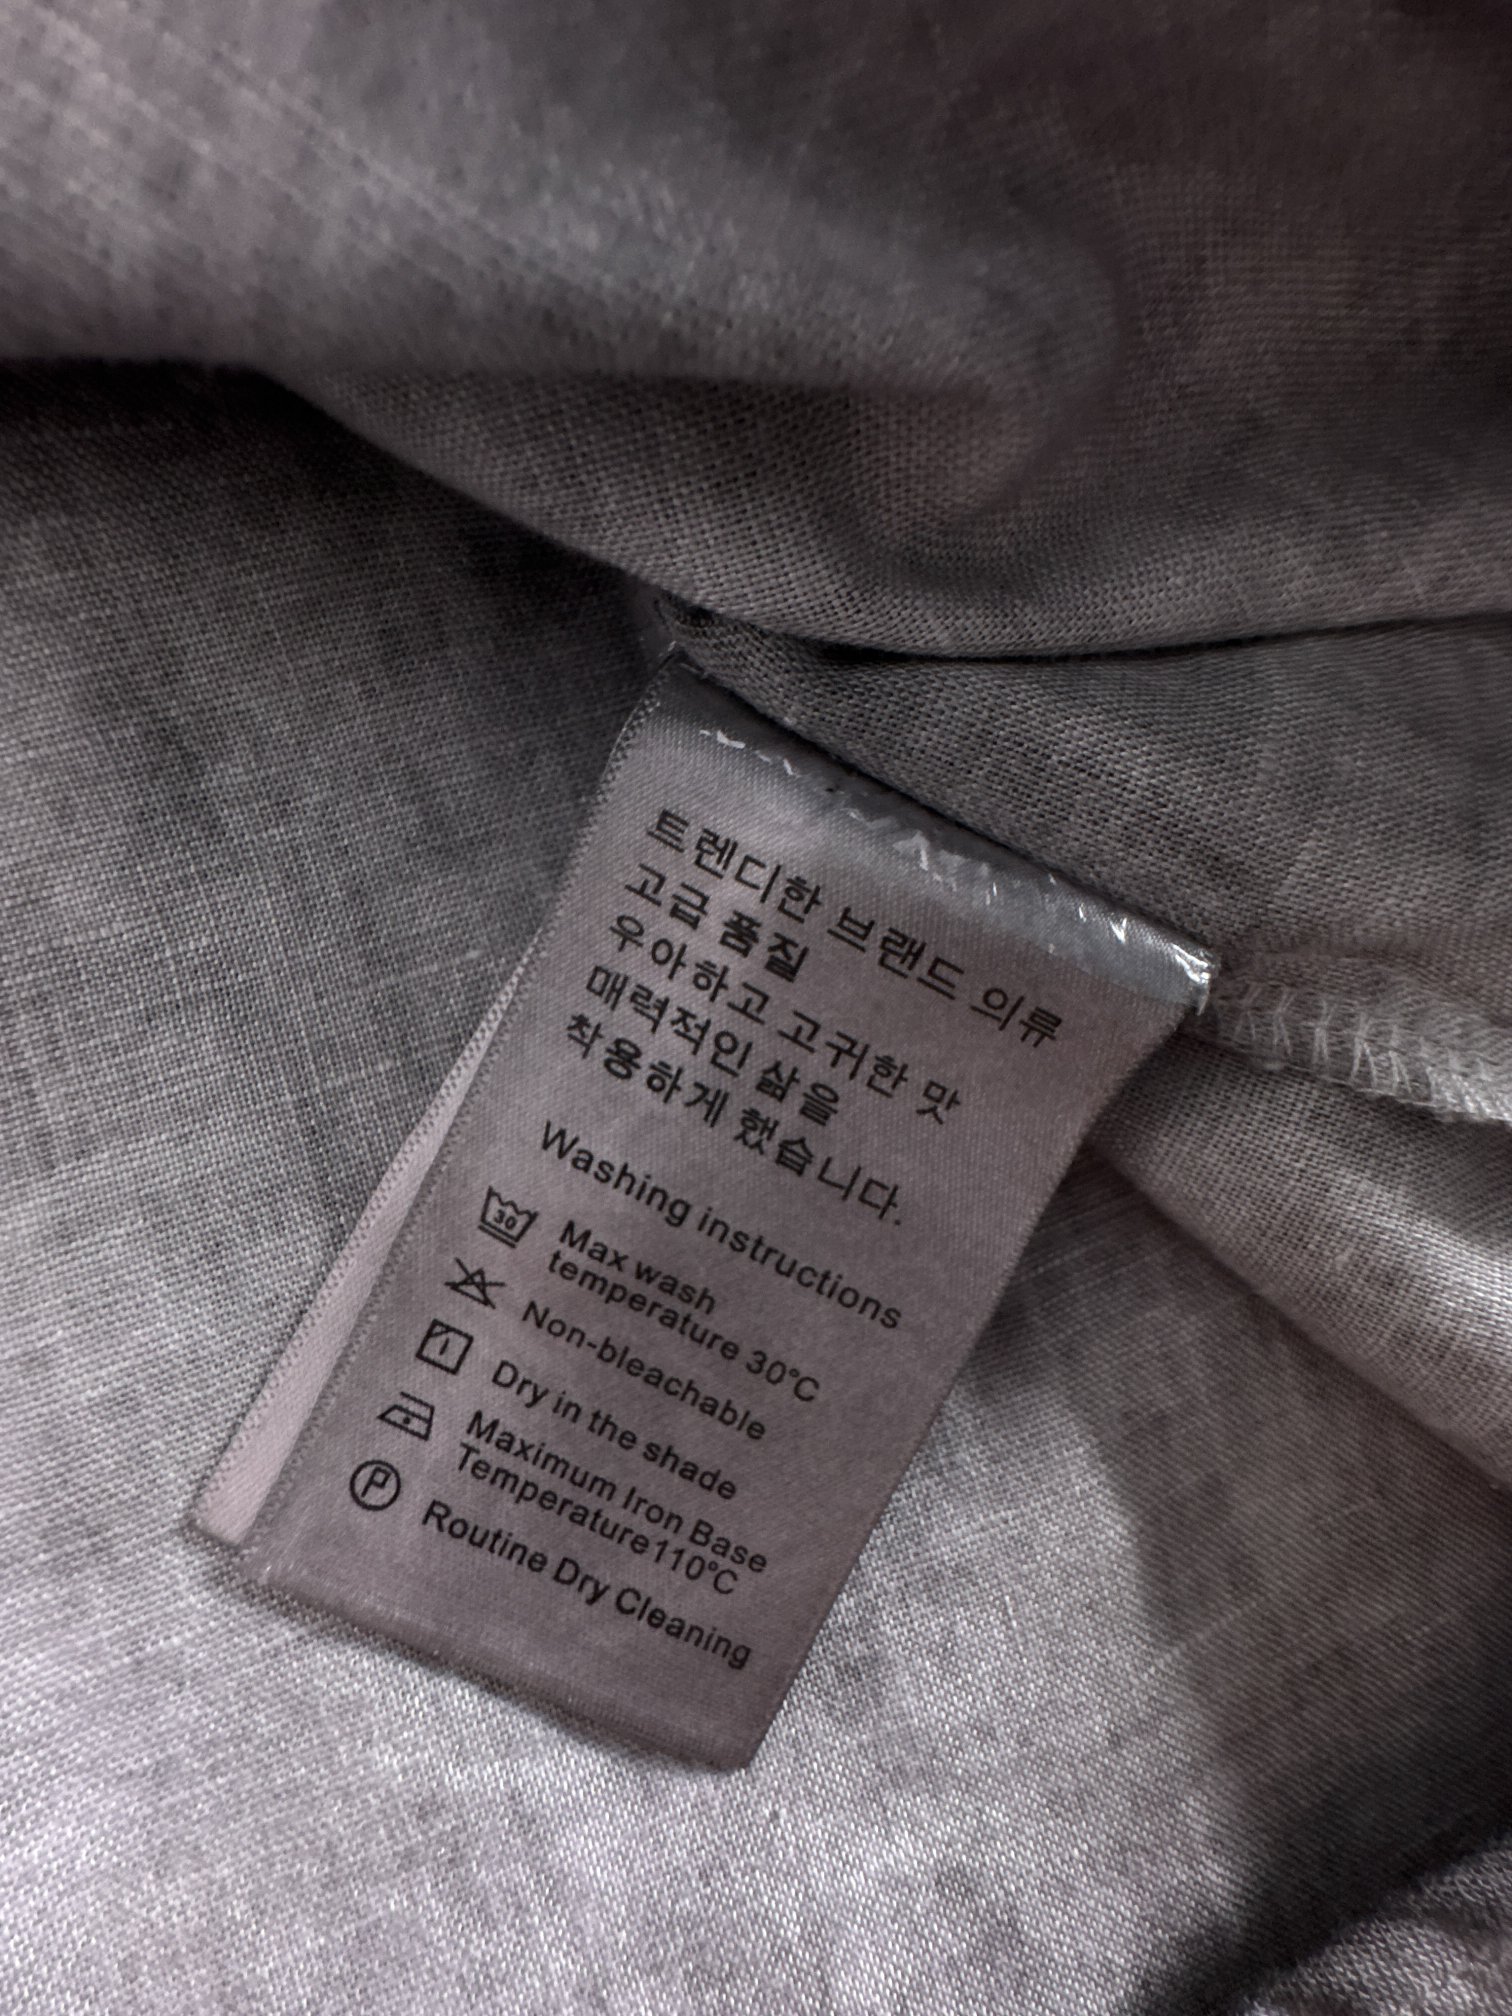 트렌디한 브랜드 의류
고급 품질
우아하고 고귀한 맛
매력적인 삶을
착용하게 했습니다.
Washing instructions
30 Max wash
temperature 30°C
Non-bleachable
Dry in the shade
Maximum Iron Base
Temperature110°C
P Routine Dry Cleaning